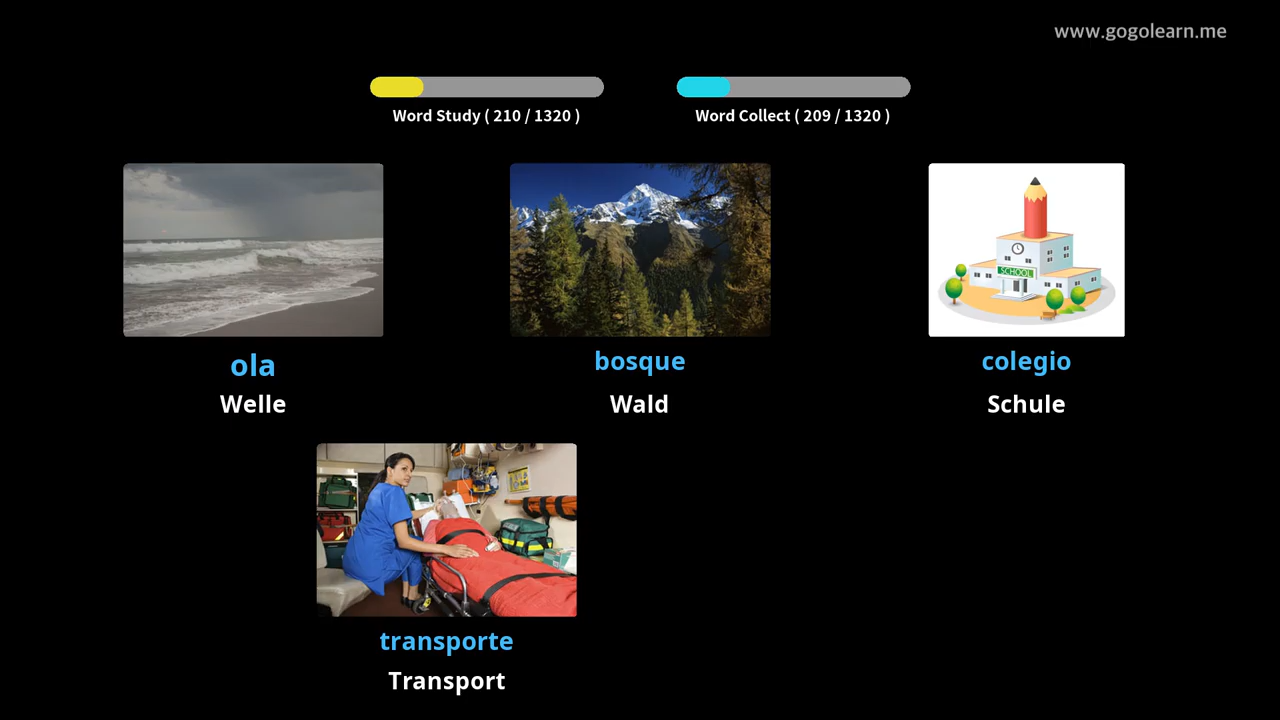 www.gogolearn.me
Word Study ( 210 / 1320 )
Word Collect ( 209 / 1320 )
SCHOOL
ola
bosque
colegio
Welle
Wald
Schule
transporte
Transport